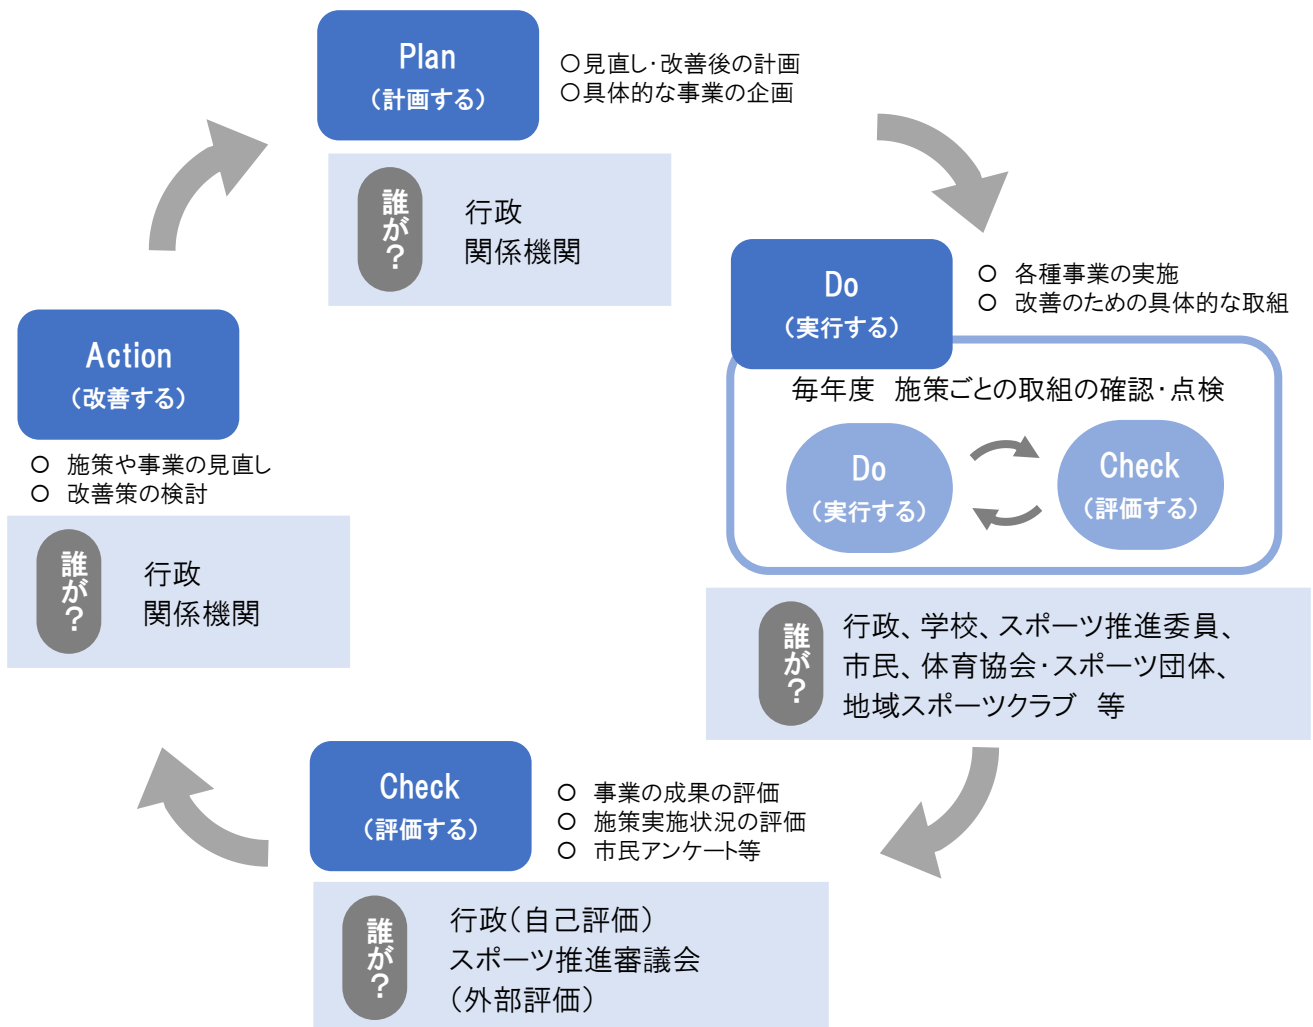 Plan
（計画する）
○見直し・改善後の計画
○具体的な事業の企画
誰が？
行政
関係機関
Do
（実行する）
○ 各種事業の実施
○ 改善のための具体的な取組
毎年度　施策ごとの取組の確認・点検
Do
（実行する）
Check
（評価する）
誰が？
行政、学校、スポーツ推進委員、
市民、体育協会・スポーツ団体、
地域スポーツクラブ　等
Check
（評価する）
○ 事業の成果の評価
○ 施策実施状況の評価
○ 市民アンケート等
誰が？
行政（自己評価）
スポーツ推進審議会
（外部評価）
Action
（改善する）
○ 施策や事業の見直し
○ 改善策の検討
誰が？
行政
関係機関